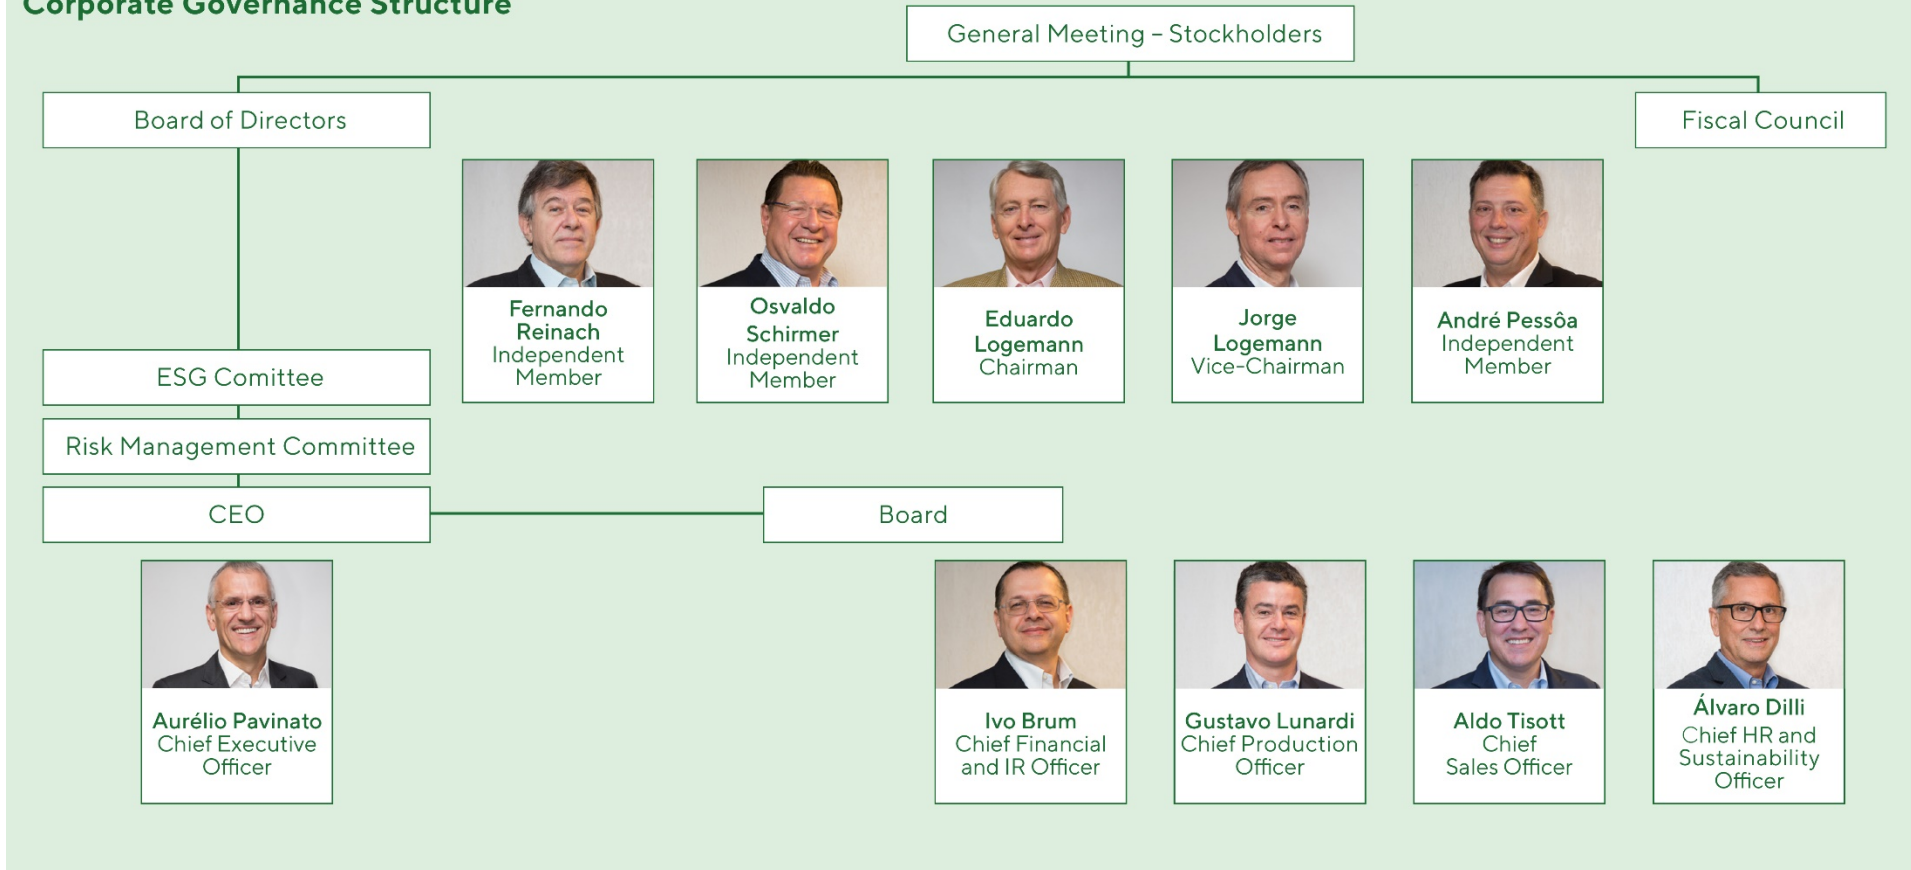 Corporate Governance Structure
General Meeting – Stockholders
Board of Directors
Fiscal Council
Fernando
Reinach
Independent
Member
Osvaldo
Schirmer
Independent
Member
Eduardo
Logemann
Chairman
Jorge
Logemann
Vice-Chairman
André Pessôa
Independent
Member
ESG Comittee
Risk Management Committee
CEO
Board
Aurélio Pavinato
Chief Executive
Officer
Ivo Brum
Chief Financial
and IR Officer
Gustavo Lunardi
Chief Production
Officer
Aldo Tisott
Chief
Sales Officer
Álvaro Dilli
Chief HR and
Sustainability
Officer